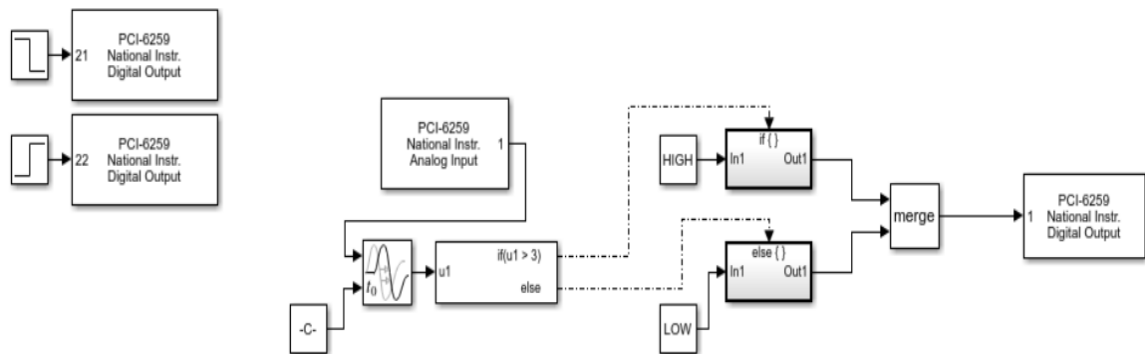 21
PCI-6259
National Instr.
Digital Output
22
PCI-6259
National Instr.
Digital Output
PCI-6259
National Instr.
Analog Input
1
-C-
t₀
u1
if(u1 > 3)
else
HIGH
if { }
In1
Out1
LOW
else { }
In1
Out1
merge
1
PCI-6259
National Instr.
Digital Output